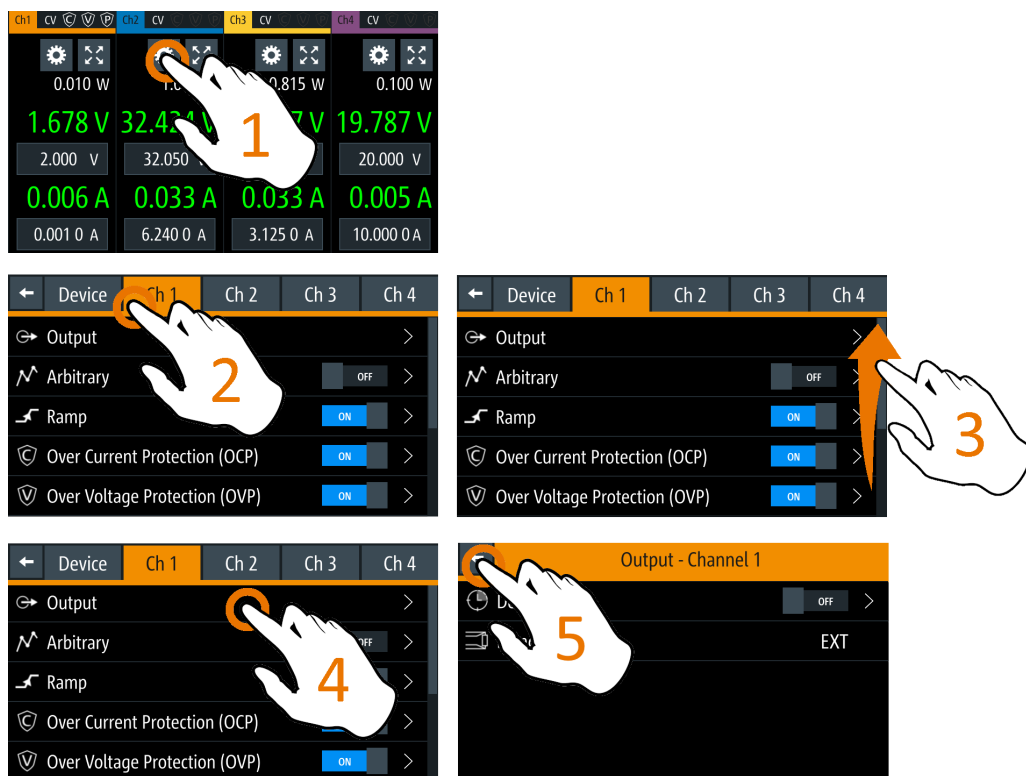 Ch1 CV C V P Ch2 CV C V P Ch3 CV C V P Ch4 CV C V P
0.010 W 0.815 W 0.100 W
1.678 V V V 19.787 V
2.000 V 32.050 20.000 V
0.006 A 0.033 A 0.033 A 0.005 A
0.001 0 A 6.240 0 A 3.125 0 A 10.000 0 A
1
Device Ch 1 Ch 2 Ch 3 Ch 4
Output
Arbitrary OFF
Ramp ON
C Over Current Protection (OCP) ON
V Over Voltage Protection (OVP) ON
2
Device Ch 1 Ch 2 Ch 3 Ch 4
Output
Arbitrary OFF
Ramp ON
C Over Current Protection (OCP) ON
V Over Voltage Protection (OVP) ON
3
Device Ch 1 Ch 2 Ch 3 Ch 4
Output
Arbitrary OFF
Ramp
C Over Current Protection (OCP)
V Over Voltage Protection (OVP) ON
4
Output - Channel 1
OFF
EXT
5